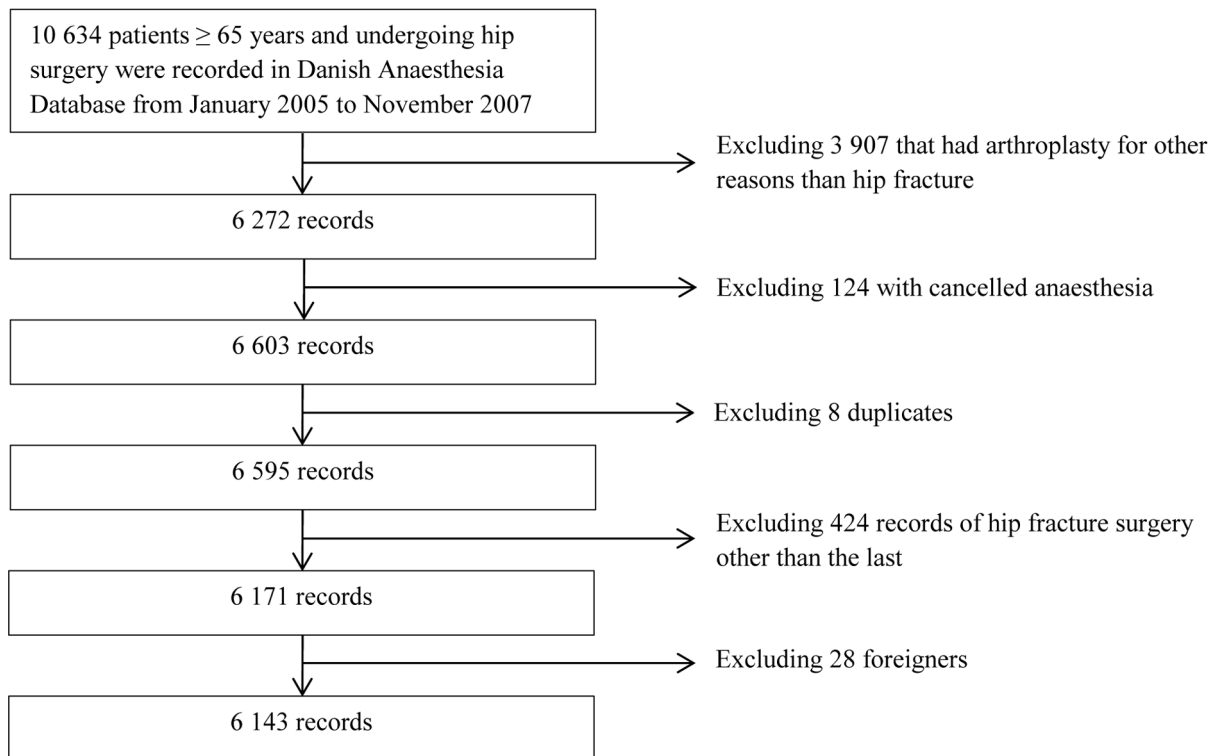 10 634 patients ≥ 65 years and undergoing hip
surgery were recorded in Danish Anaesthesia
Database from January 2005 to November 2007
Excluding 3 907 that had arthroplasty for other
reasons than hip fracture
6 272 records
Excluding 124 with cancelled anaesthesia
6 603 records
Excluding 8 duplicates
6 595 records
Excluding 424 records of hip fracture surgery
other than the last
6 171 records
Excluding 28 foreigners
6 143 records